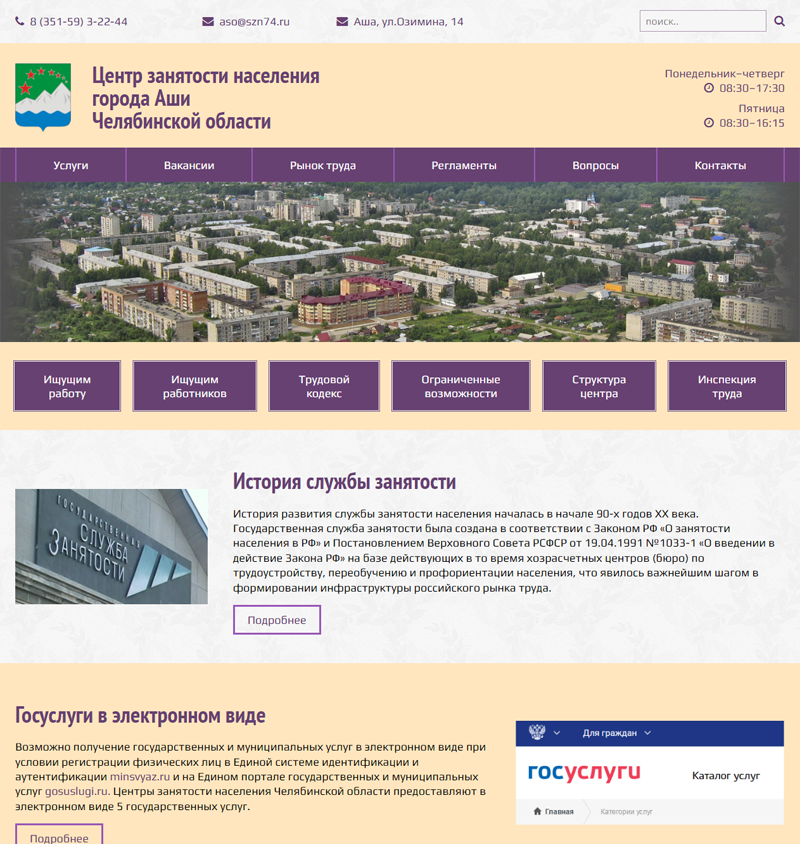 8 (351-59) 3-22-44
aso@szn74.ru
Аша, ул.Озимина, 14
поиск..
Центр занятости населения
города Аши
Челябинской области
Понедельник–четверг
08:30–17:30
Пятница
08:30–16:15
Услуги
Вакансии
Рынок труда
Регламенты
Вопросы
Контакты
Ищущим
работу
Ищущим
работников
Трудовой
кодекс
Ограниченные
возможности
Структура
центра
Инспекция
труда
ГОСУДАРСТВЕННАЯ
СЛУЖБА
ЗАНЯТОСТИ
История службы занятости
История развития службы занятости населения началась в начале 90-х годов XX века.
Государственная служба занятости была создана в соответствии с Законом РФ «О занятости
населения в РФ» и Постановлением Верховного Совета РСФСР от 19.04.1991 №1033-1 «О введении в
действие Закона РФ» на базе действующих в то время хозрасчетных центров (бюро) по
трудоустройству, переобучению и профориентации населения, что явилось важнейшим шагом в
формировании инфраструктуры российского рынка труда.
Подробнее
Госуслуги в электронном виде
Возможно получение государственных и муниципальных услуг в электронном виде при
условии регистрации физических лиц в Единой системе идентификации и
аутентификации minsvyaz.ru и на Едином портале государственных и муниципальных
услуг gosuslugi.ru. Центры занятости населения Челябинской области предоставляют в
электронном виде 5 государственных услуг.
Подробнее
Для граждан
госуслуги
Каталог услуг
Главная
Категории услуг